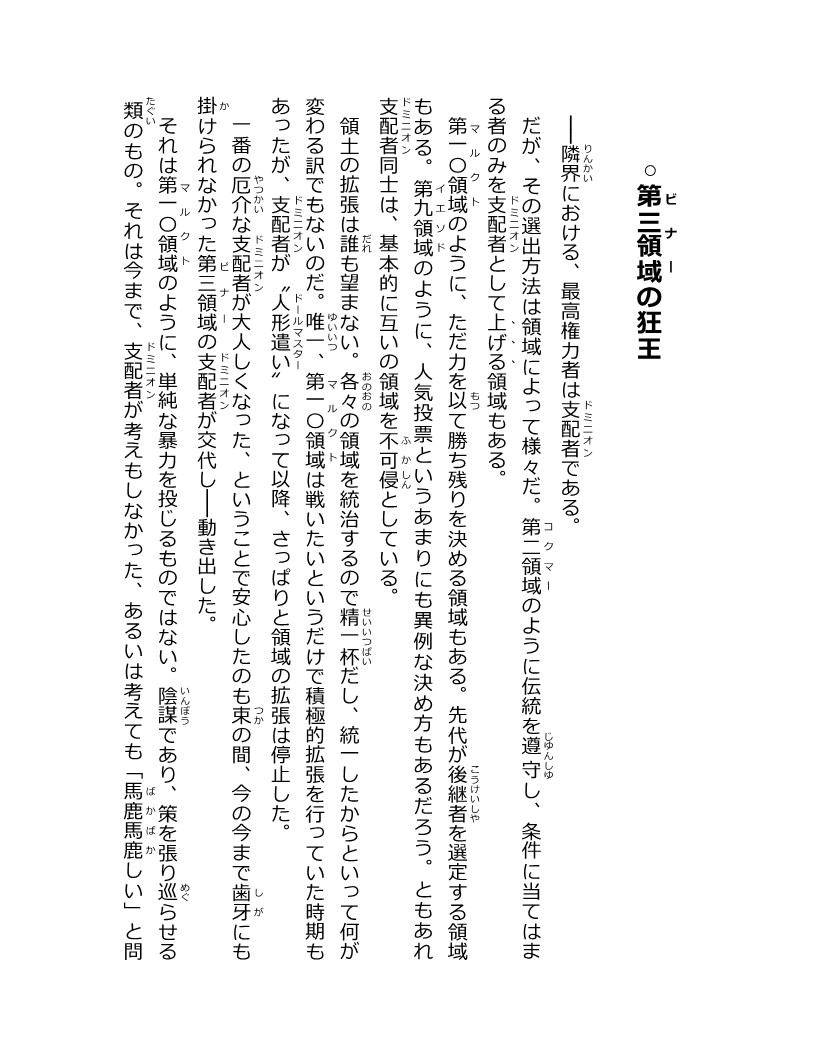 ○第三領域の狂王
――隣界における、最高権力者は支配者である。
だが、その選出方法は領域によって様々だ。第二領域のように伝統を遵守し、条件に当てはま
る者のみを支配者として上げる領域もある。
第一〇領域のように、ただ力を以て勝ち残りを決める領域もある。先代が後継者を選定する領域
もある。第九領域のように、人気投票というあまりにも異例な決め方もあるだろう。ともあれ
支配者同士は、基本的に互いの領域を不可侵としている。
領土の拡張は誰も望まない。各々の領域を統治するので精一杯だし、統一したからといって何が
変わる訳でもないのだ。唯一、第一〇領域は戦いたいというだけで積極的拡張を行っていた時期も
あったが、支配者が〝人形遣い〟になって以降、さっぱりと領域の拡張は停止した。
一番の厄介な支配者が大人しくなった、ということで安心したのも束の間、今の今まで歯牙にも
掛けられなかった第三領域の支配者が交代し――動き出した。
それは第一〇領域のように、単純な暴力を投じるものではない。陰謀であり、策を張り巡らせる
類のもの。それは今まで、支配者が考えもしなかった、あるいは考えても「馬鹿馬鹿しい」と問